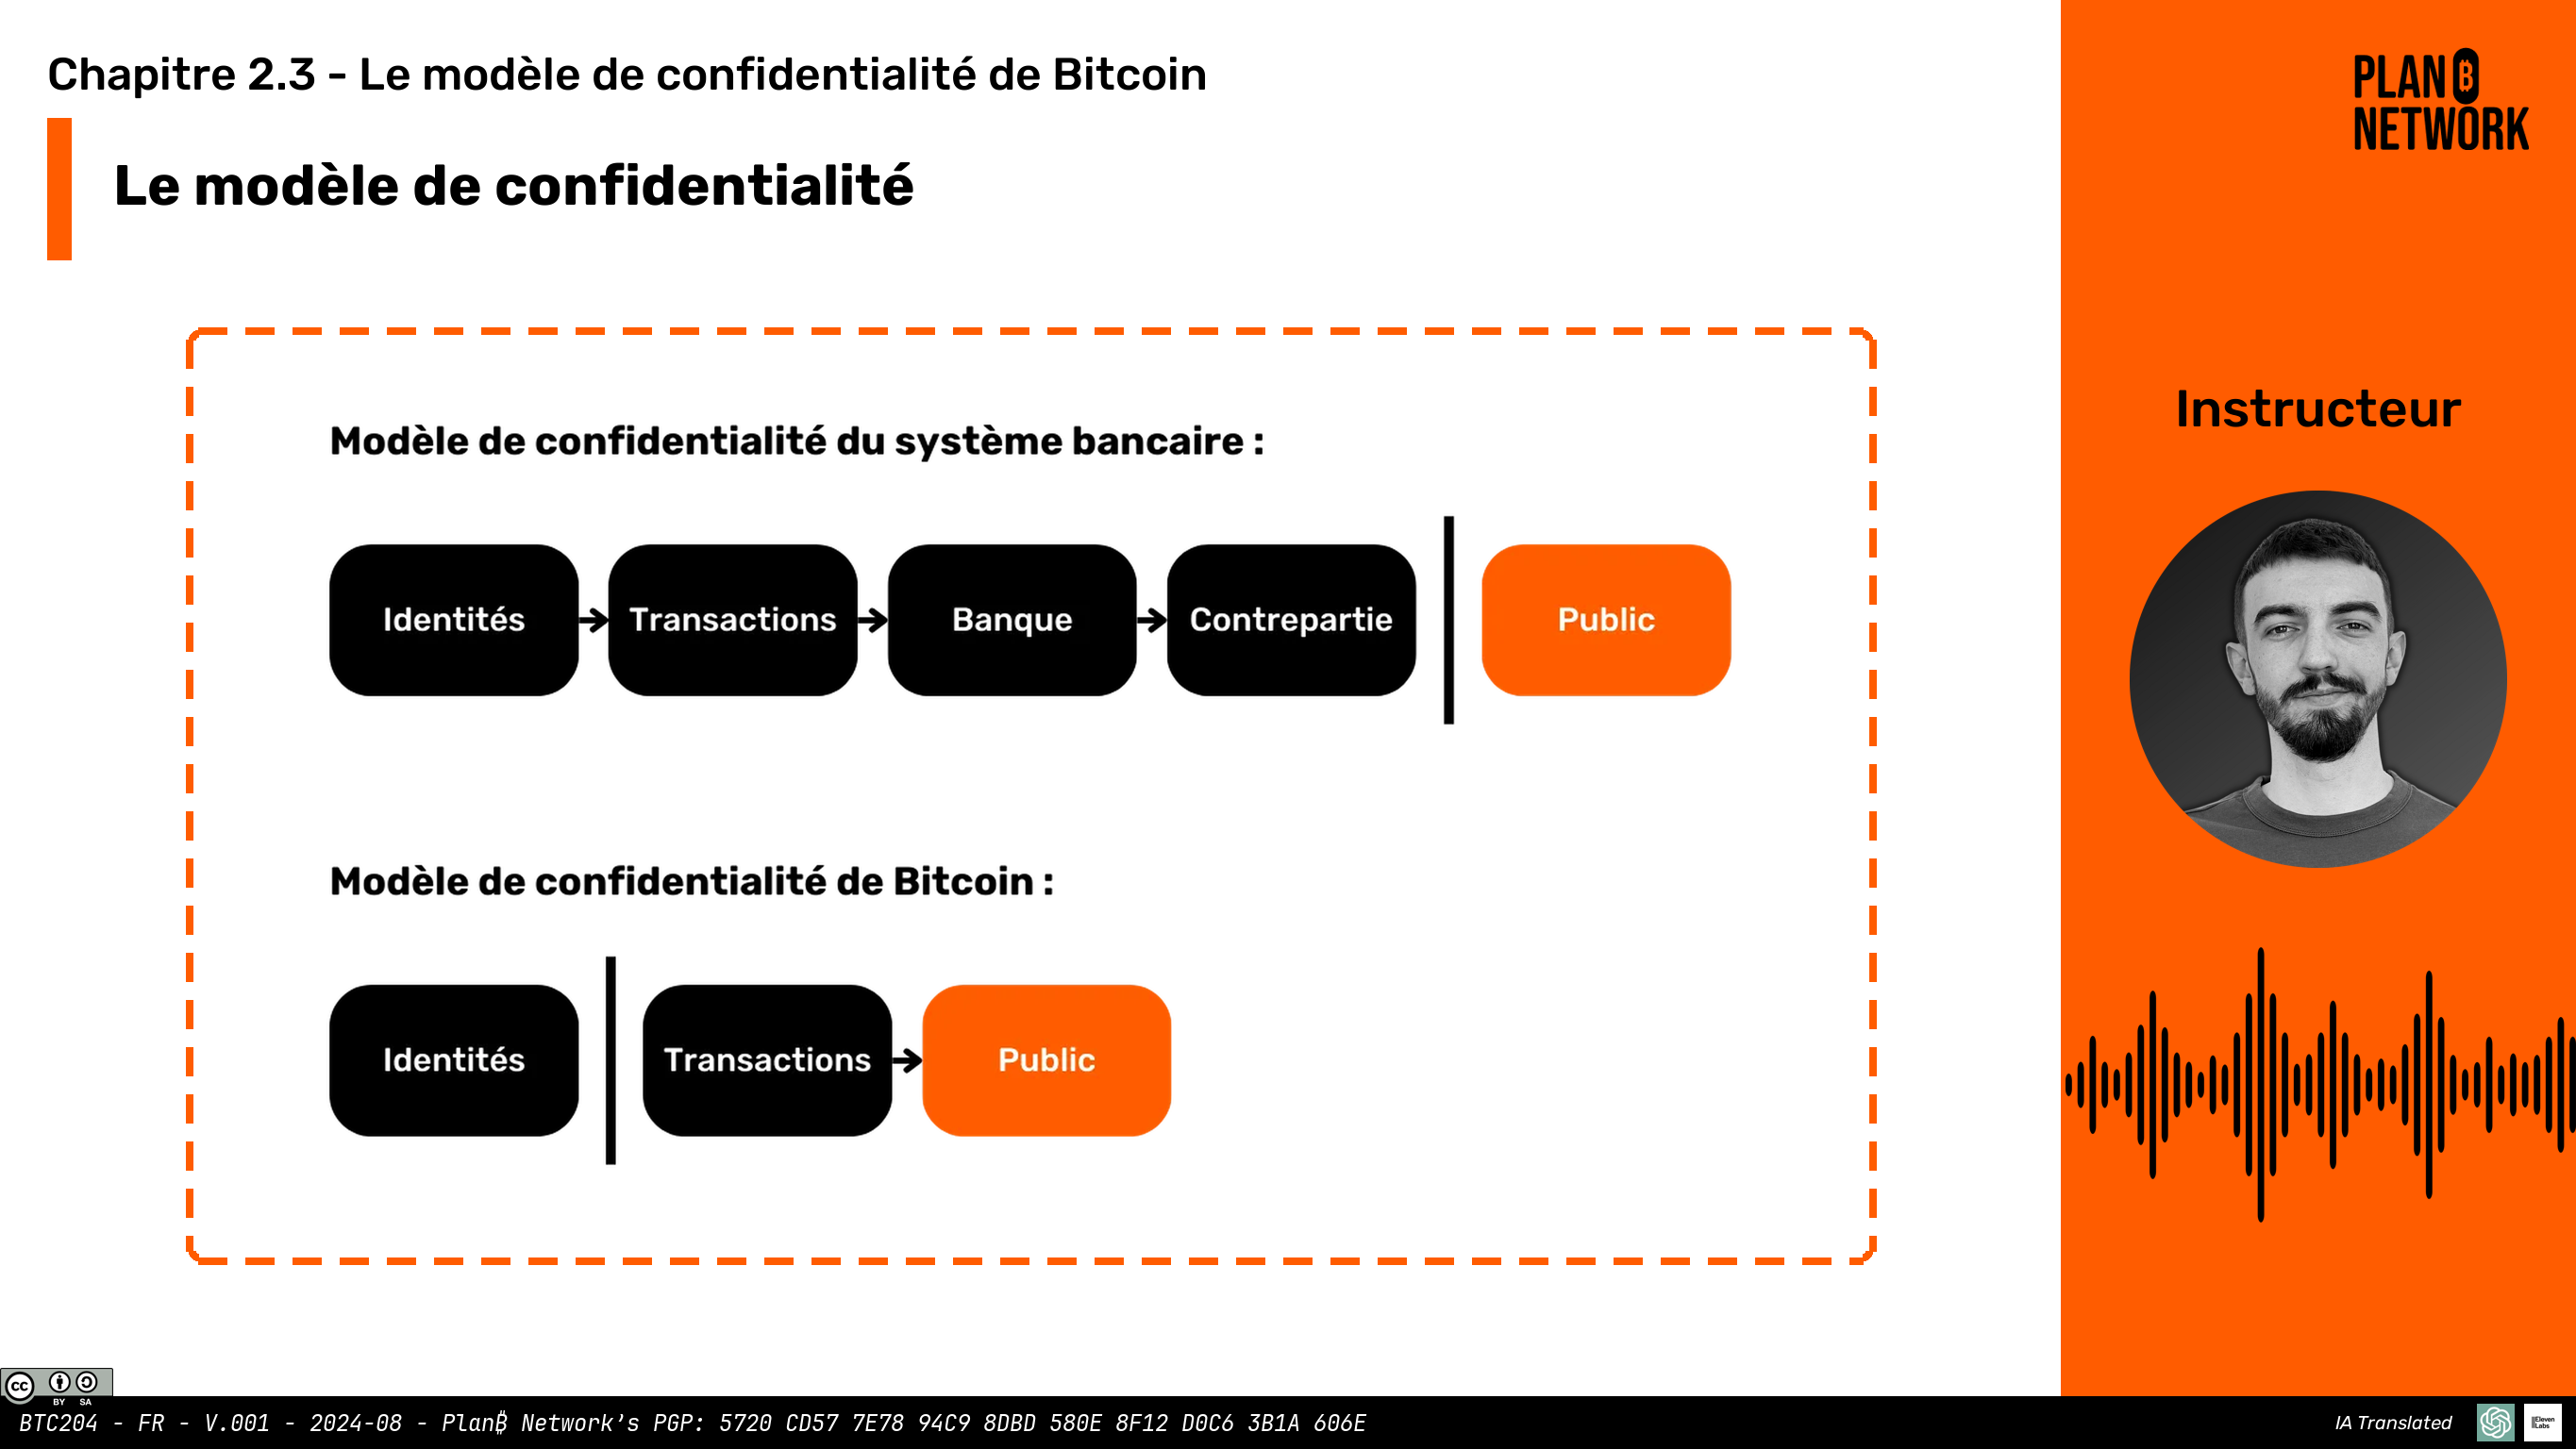 Chapitre 2.3 - Le modèle de confidentialité de Bitcoin
Le modèle de confidentialité
Modèle de confidentialité du système bancaire :
Identités
Transactions
Banque
Contrepartie
Public
Modèle de confidentialité de Bitcoin :
Identités
Transactions
Public
PLAN ₿
NETWORK
Instructeur
CC BY SA
BTC204 - FR - V.001 - 2024-08 - Plan₿ Network's PGP: 5720 CD57 7E78 94C9 8DBD 580E 8F12 D0C6 3B1A 606E
IA Translated
IIEleven
Labs